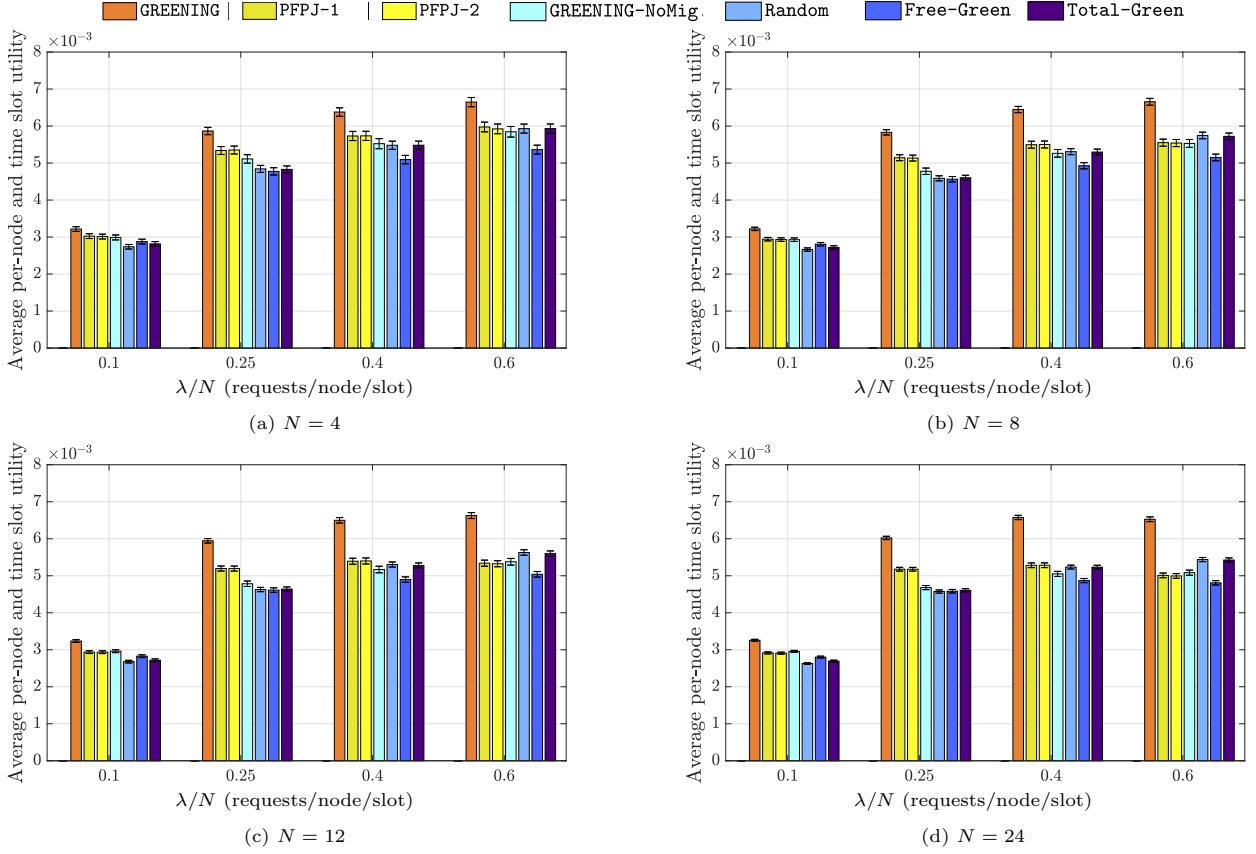 GREENING PFPJ-1 PFPJ-2 GREENING-NoMig. Random Free-Green Total-Green
×10⁻³
Average per-node and time slot utility
8
7
6
5
4
3
2
1
0
0.1 0.25 0.4 0.6
λ/N (requests/node/slot)
(a) N = 4
×10⁻³
Average per-node and time slot utility
8
7
6
5
4
3
2
1
0
0.1 0.25 0.4 0.6
λ/N (requests/node/slot)
(b) N = 8
×10⁻³
Average per-node and time slot utility
8
7
6
5
4
3
2
1
0
0.1 0.25 0.4 0.6
λ/N (requests/node/slot)
(c) N = 12
×10⁻³
Average per-node and time slot utility
8
7
6
5
4
3
2
1
0
0.1 0.25 0.4 0.6
λ/N (requests/node/slot)
(d) N = 24